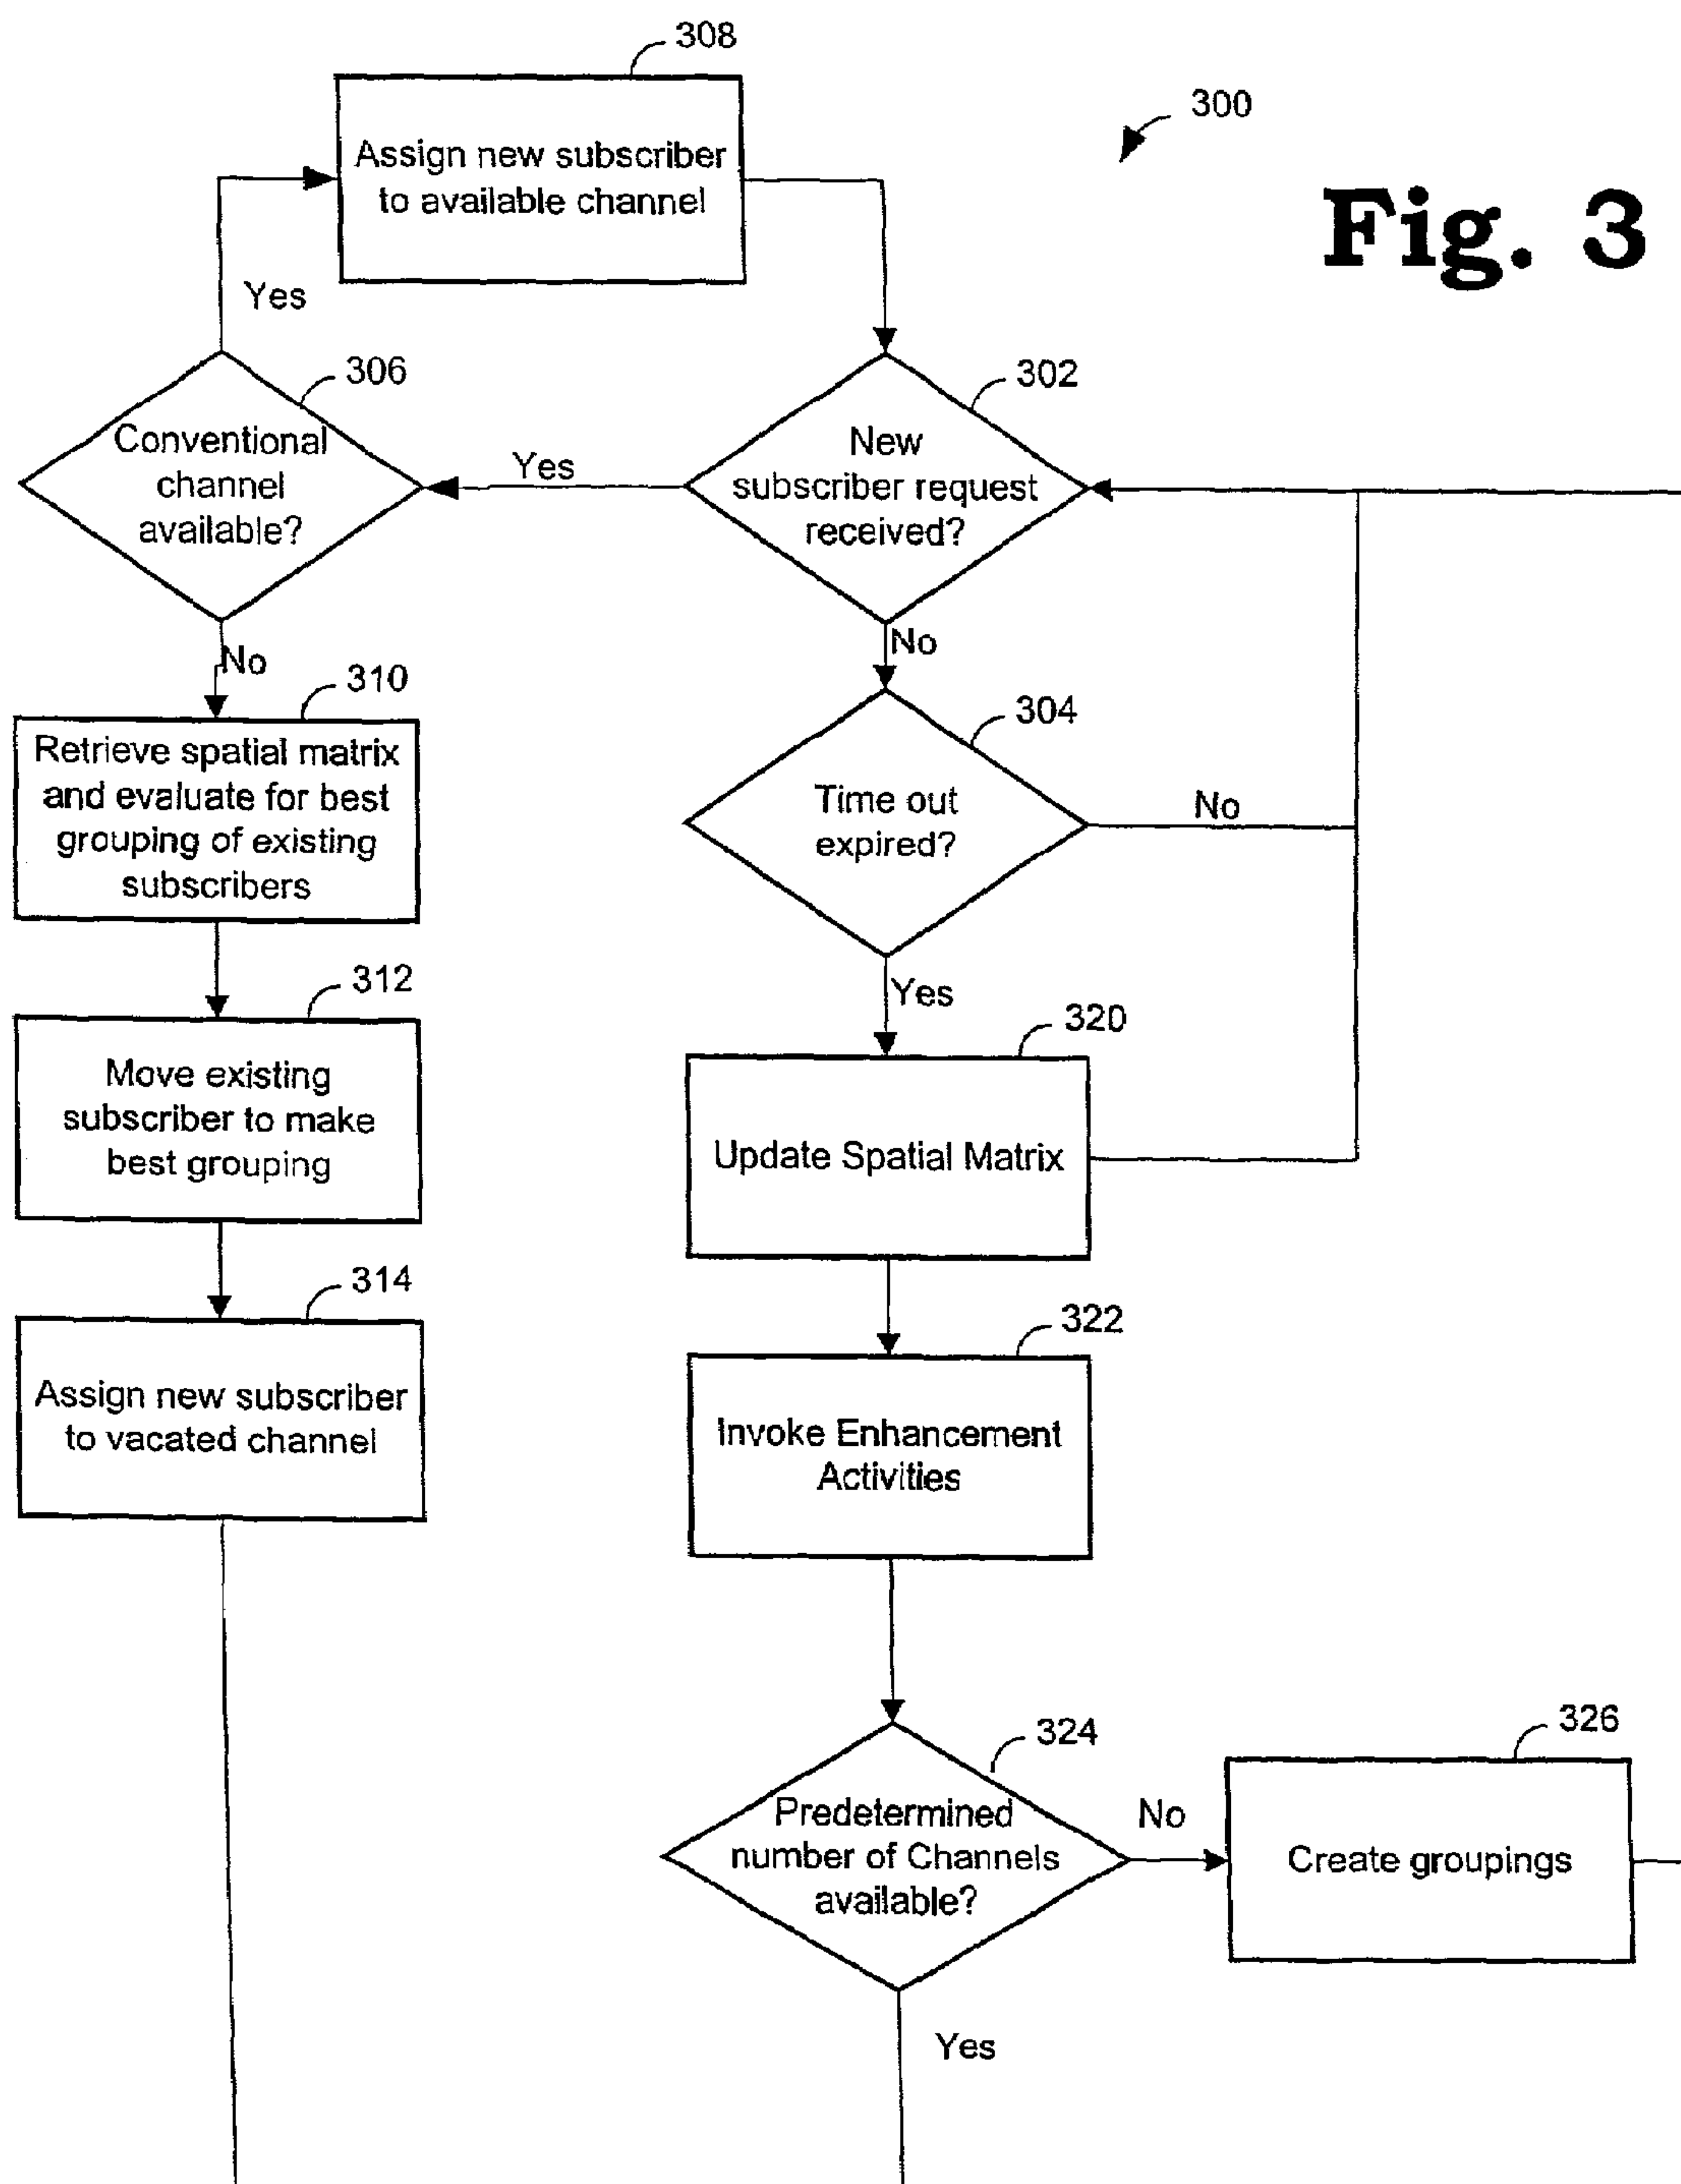 308
Assign new subscriber
to available channel
300
Fig. 3
Yes
306
Conventional
channel
available?
Yes
302
New
subscriber request
received?
No
310
Retrieve spatial matrix
and evaluate for best
grouping of existing
subscribers
No
304
Time out
expired?
No
312
Move existing
subscriber to make
best grouping
Yes
320
Update Spatial Matrix
314
Assign new subscriber
to vacated channel
322
Invoke Enhancement
Activities
324
Predetermined
number of Channels
available?
No
326
Create groupings
Yes